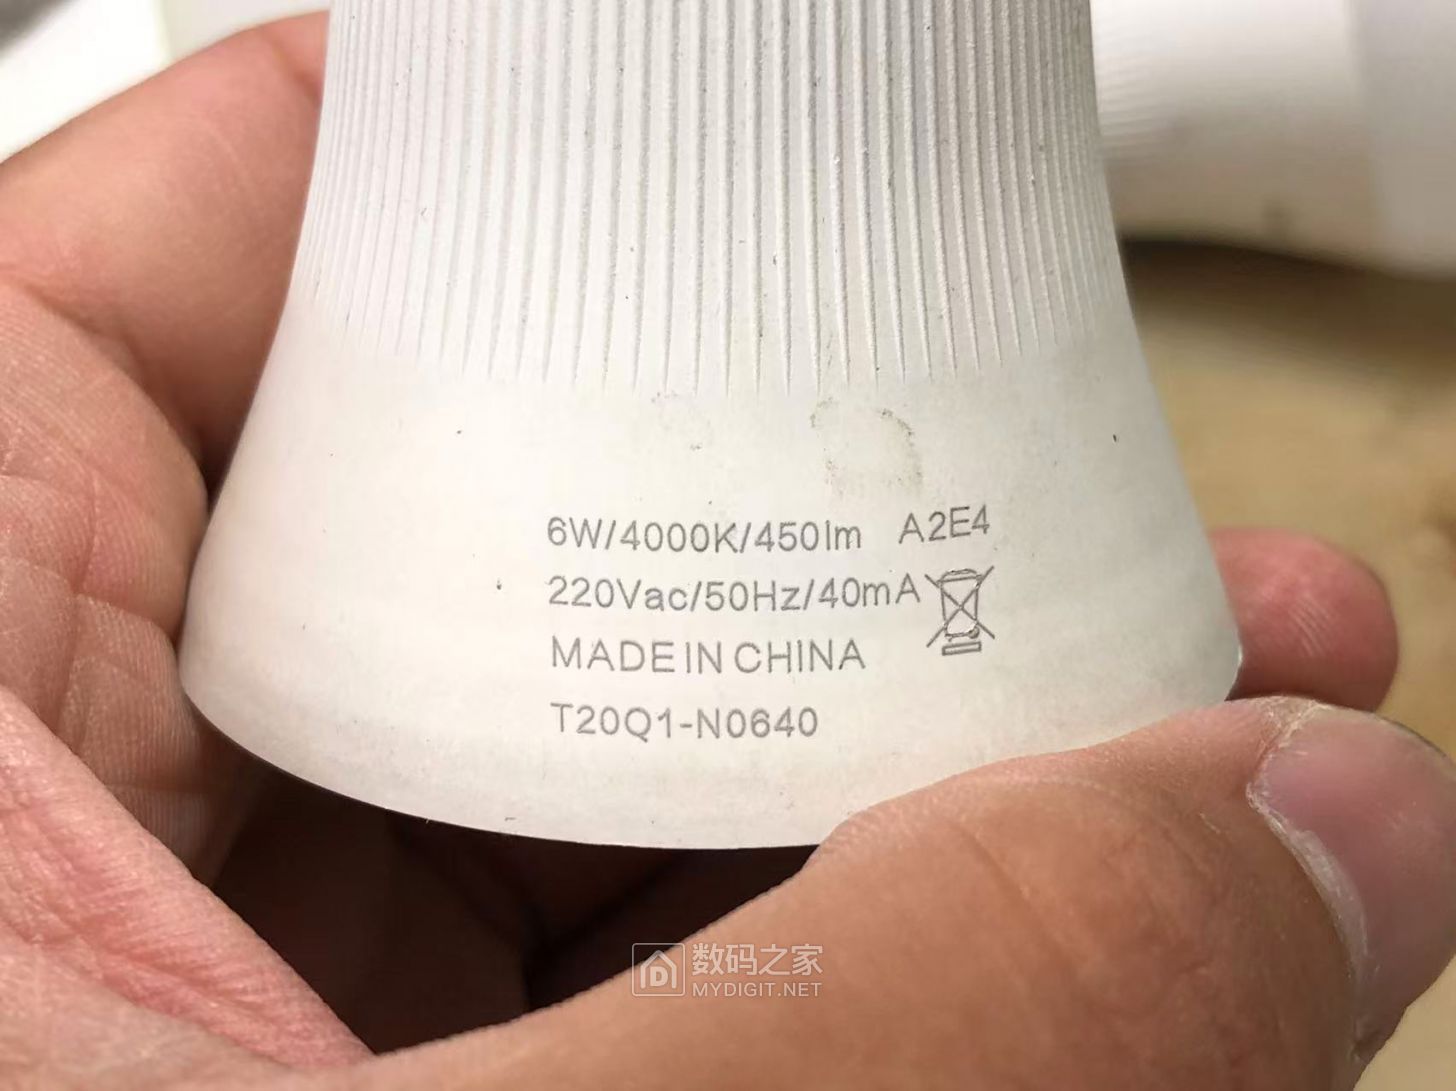 6W/4000K/450lm A2E4
220Vac/50Hz/40mA
MADE IN CHINA
T20Q1-N0640
数码之家
MYDIGIT.NET